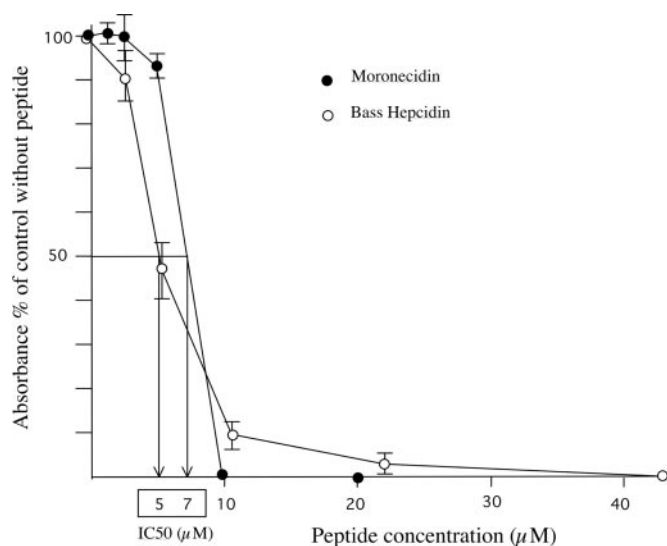 Absorbance % of control without peptide
100
50
Moronecidin
Bass Hepcidin
5 7 10 20 30 40
IC50 (µM) Peptide concentration (µM)